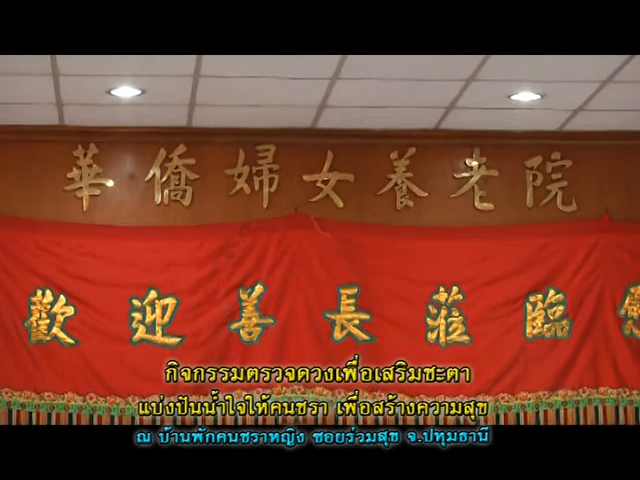 華僑婦女養老院
歡迎善長蒞臨
กิจกรรมตรวจดวงเพื่อเสริมชะตา
แบ่งปันน้ำใจให้คนชรา เพื่อสร้างความสุข
ณ บ้านพักคนชราหญิง ซอยร่วมสุข จ.ปทุมธานี